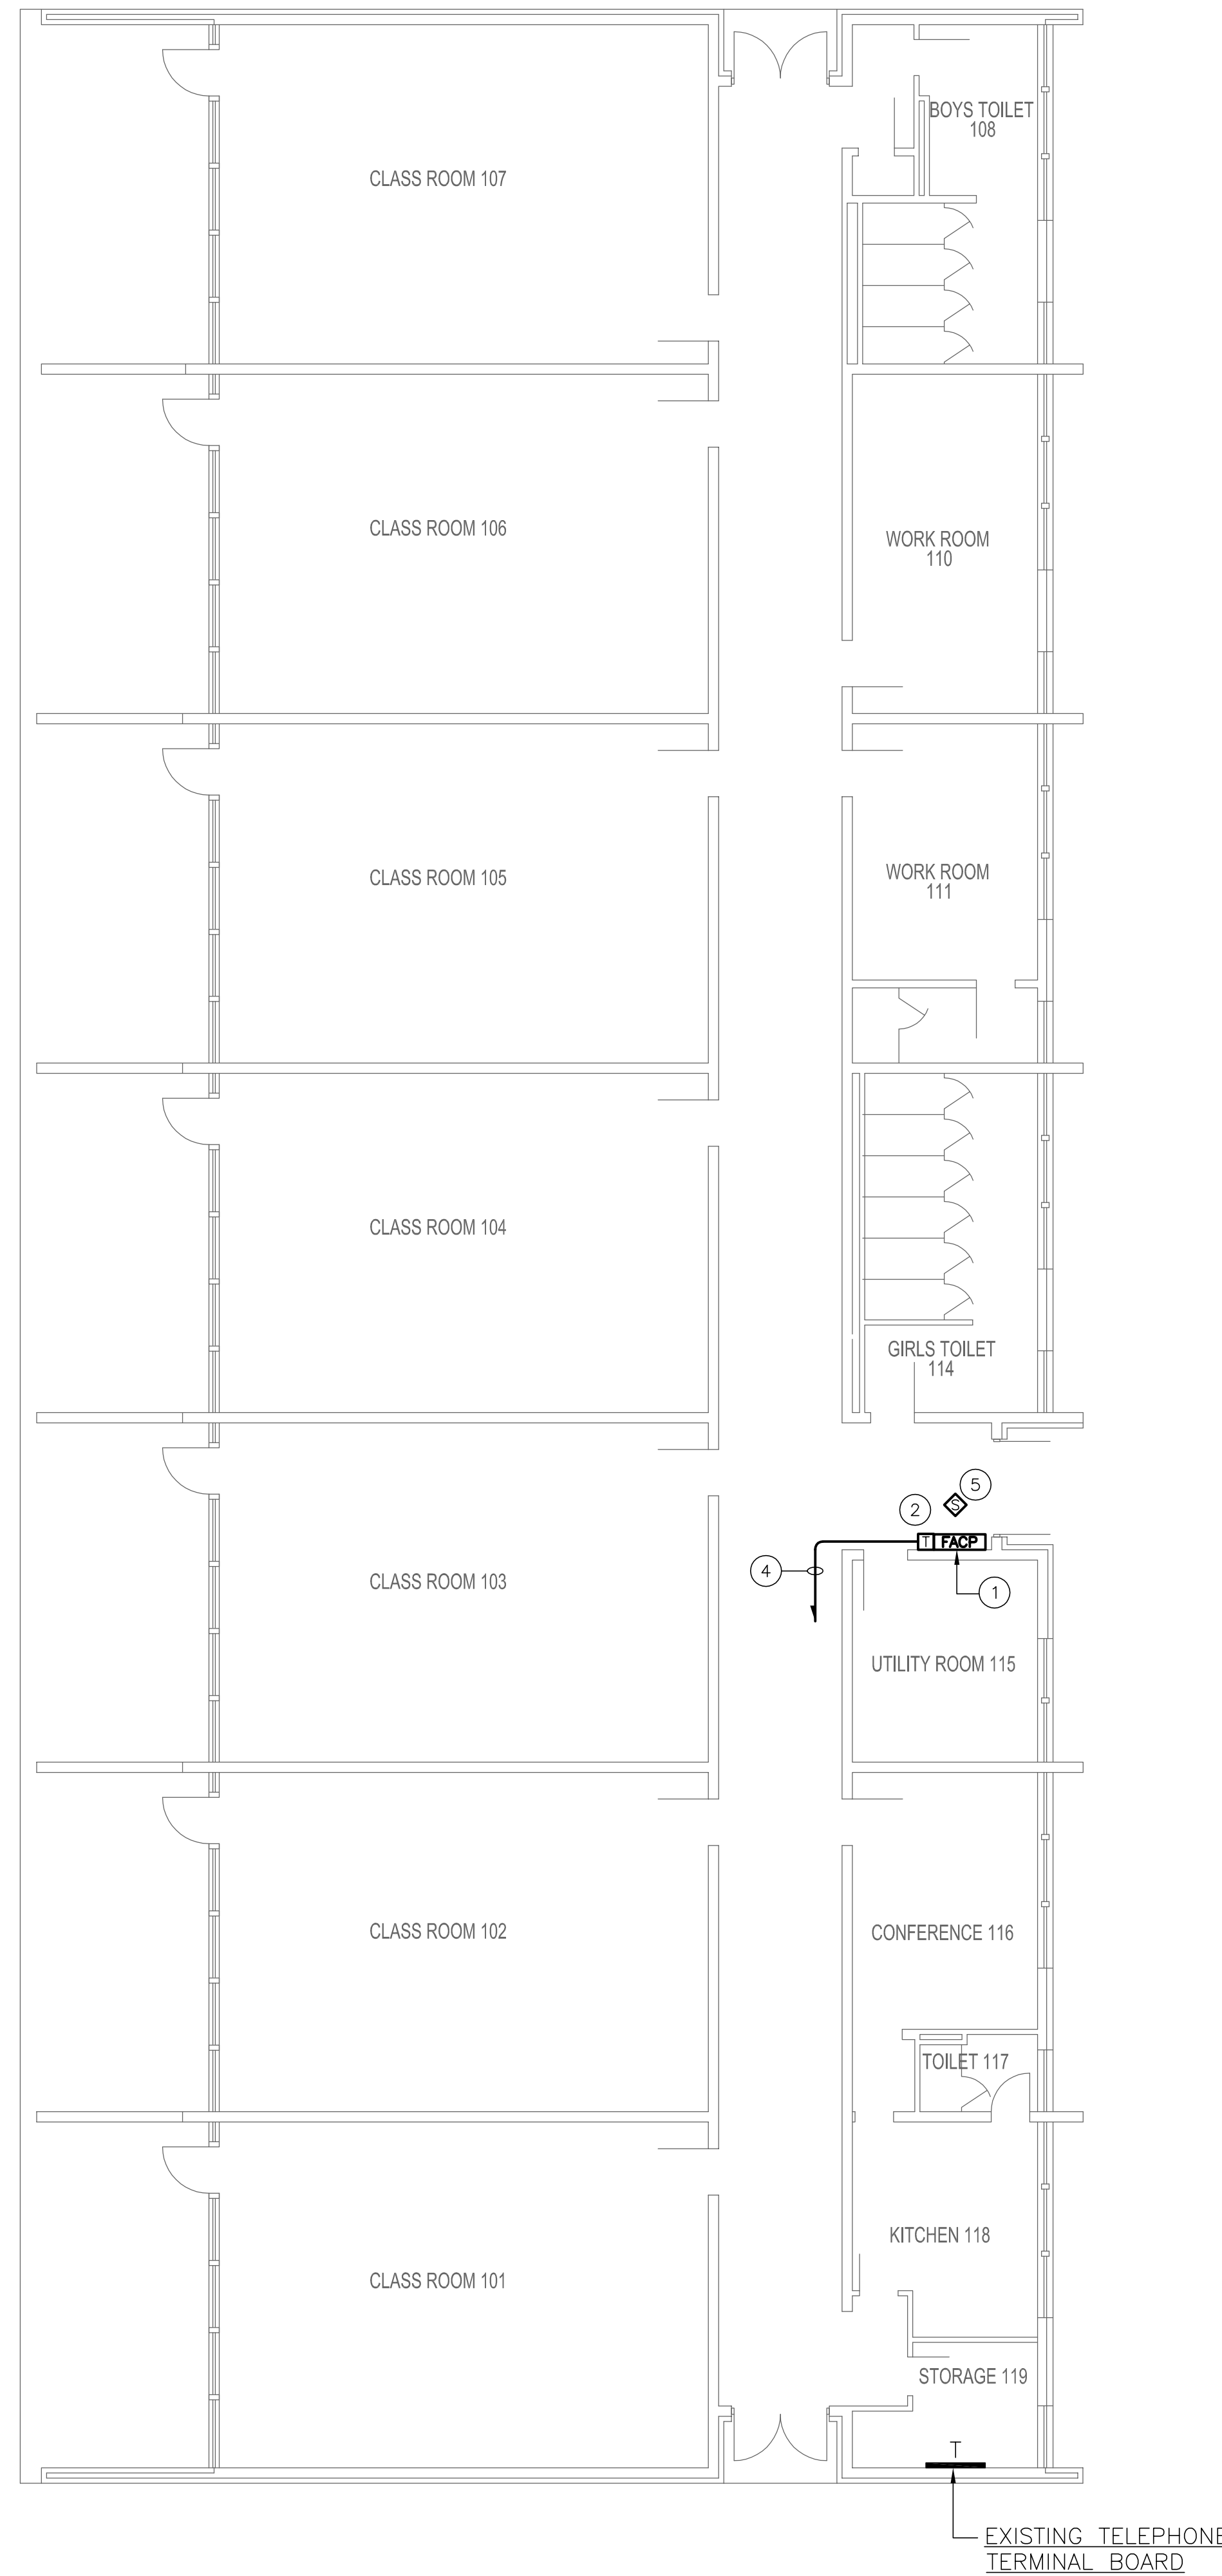 BOYS TOILET
108
CLASS ROOM 107
CLASS ROOM 106
WORK ROOM
110
CLASS ROOM 105
WORK ROOM
111
CLASS ROOM 104
GIRLS TOILET
114
5
S
2
T FACP
4
1
CLASS ROOM 103
UTILITY ROOM 115
CLASS ROOM 102
CONFERENCE 116
TOILET 117
KITCHEN 118
CLASS ROOM 101
STORAGE 119
T
EXISTING TELEPHONE
TERMINAL BOARD